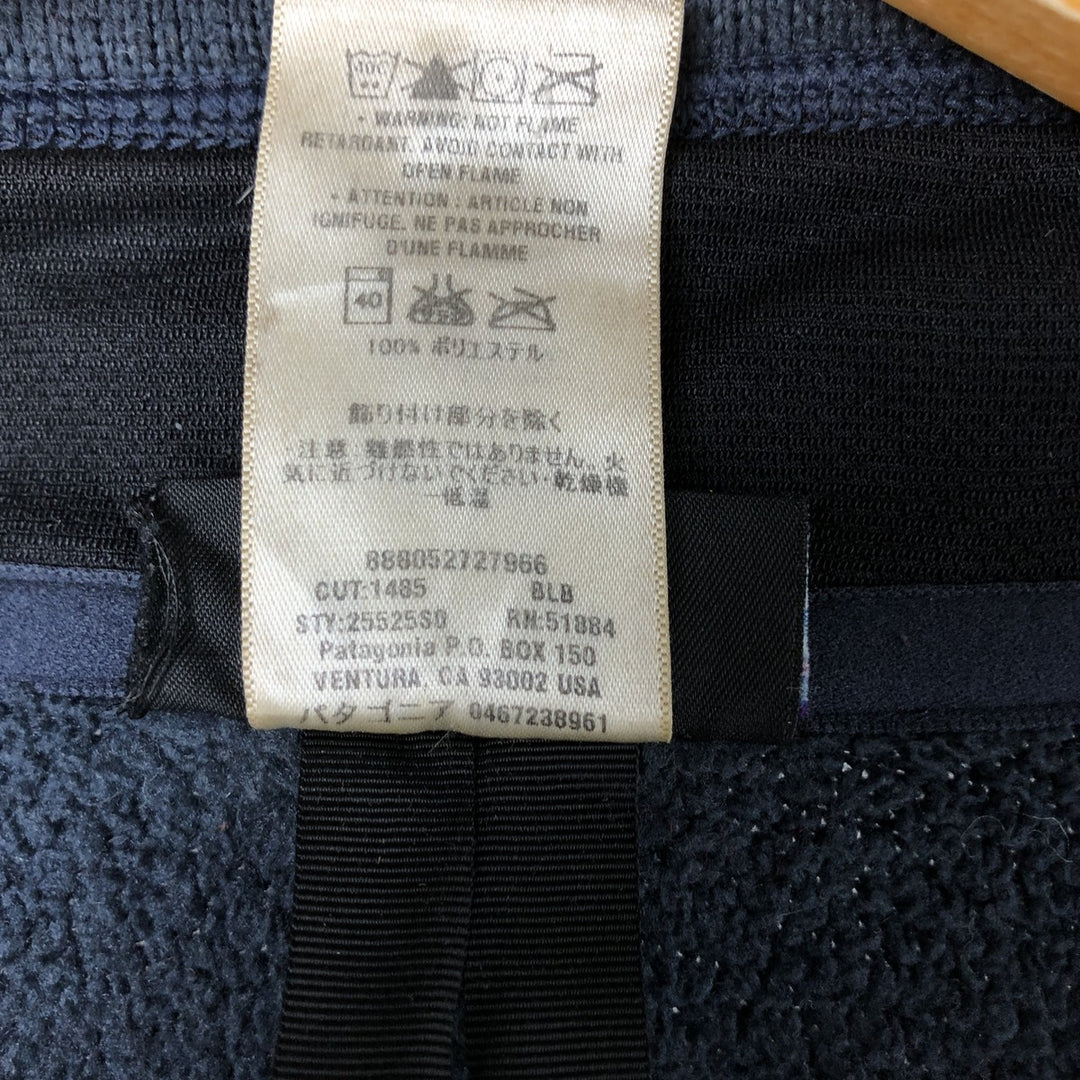 • WARNING: NOT FLAME
RETARDANT. AVOID CONTACT WITH
OPEN FLAME
• ATTENTION : ARTICLE NON
IGNIFUGE. NE PAS APPROCHER
D'UNE FLAMME
40
100% ポリエステル
飾り付け部分を除く
注意 難燃性ではありません、火
気に近づけないでください・乾燥機
一低温
888052727966
CUT:1485 BLB
STY:25525S0 RN:51884
Patagonia P.O. BOX 150
VENTURA, CA 93002 USA
パタゴニア 0467238961